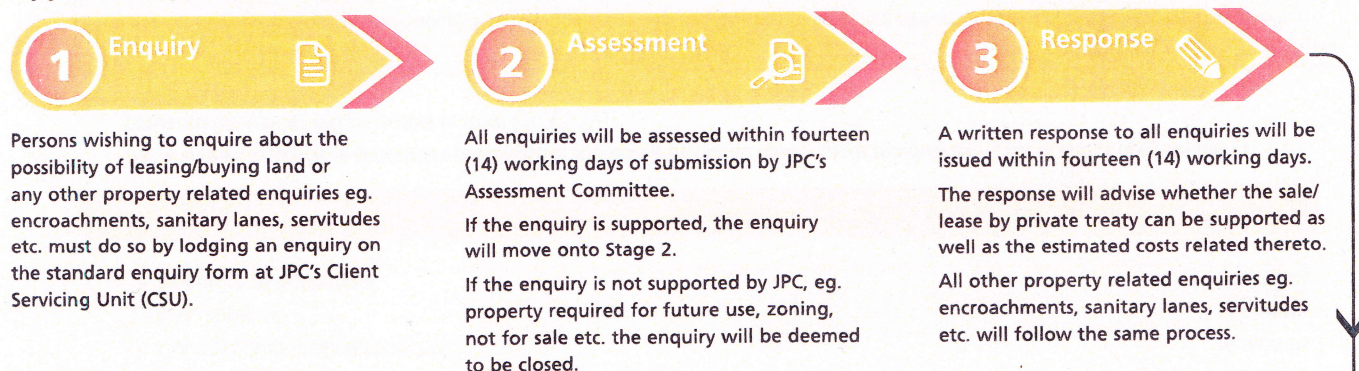 1
Enquiry
Persons wishing to enquire about the
possibility of leasing/buying land or
any other property related enquiries eg.
encroachments, sanitary lanes, servitudes
etc. must do so by lodging an enquiry on
the standard enquiry form at JPC's Client
Servicing Unit (CSU).
2
Assessment
All enquiries will be assessed within fourteen
(14) working days of submission by JPC's
Assessment Committee.
If the enquiry is supported, the enquiry
will move onto Stage 2.
If the enquiry is not supported by JPC, eg.
property required for future use, zoning,
not for sale etc. the enquiry will be deemed
to be closed.
3
Response
A written response to all enquiries will be
issued within fourteen (14) working days.
The response will advise whether the sale/
lease by private treaty can be supported as
well as the estimated costs related thereto.
All other property related enquiries eg.
encroachments, sanitary lanes, servitudes
etc. will follow the same process.